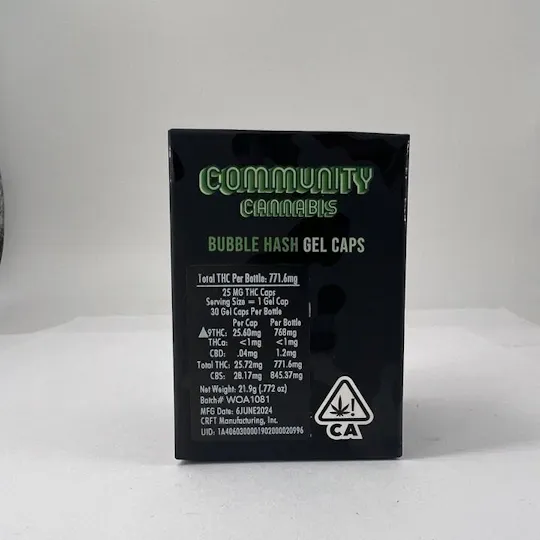 COMMUNITY
CANNABIS
BUBBLE HASH GEL CAPS
Total THC Per Bottle: 771.6mg
25 MG THC Caps
Serving Size = 1 Gel Cap
30 Gel Caps Per Bottle
Per Cap Per Bottle
Δ9THC: 25.60mg 768mg
THCa: <1mg <1mg
CBD: .04mg 1.2mg
Total THC: 25.72mg 771.6mg
CBS: 28.17mg 845.37mg
Net Weight: 21.9g (.772 oz)
Batch# WOA1081
MFG Date: 6JUNE2024
CRFT Manufacturing, Inc.
UID: 1A4060300001902000020996
!
CA